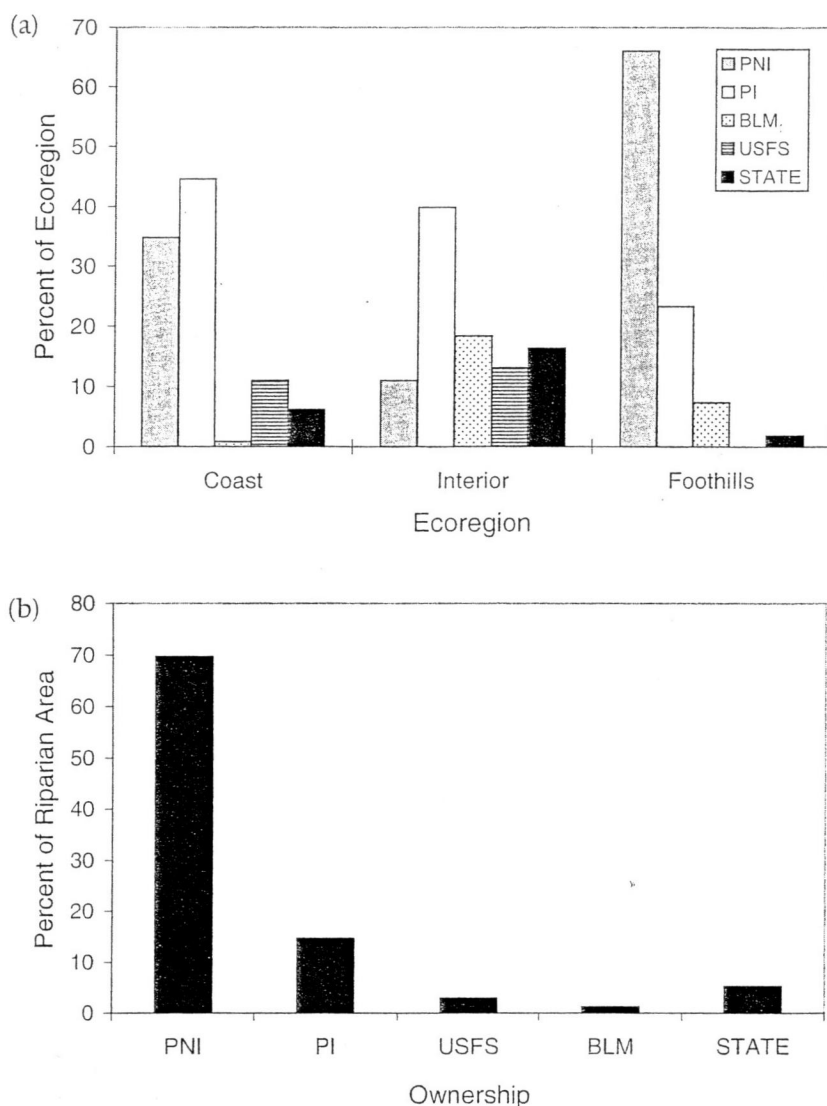 (a)
70
60
50
40
30
20
10
0
Percent of Ecoregion
PNI
PI
BLM.
USFS
STATE
Coast Interior Foothills
Ecoregion
(b)
80
70
60
50
40
30
20
10
0
Percent of Riparian Area
PNI PI USFS BLM STATE
Ownership